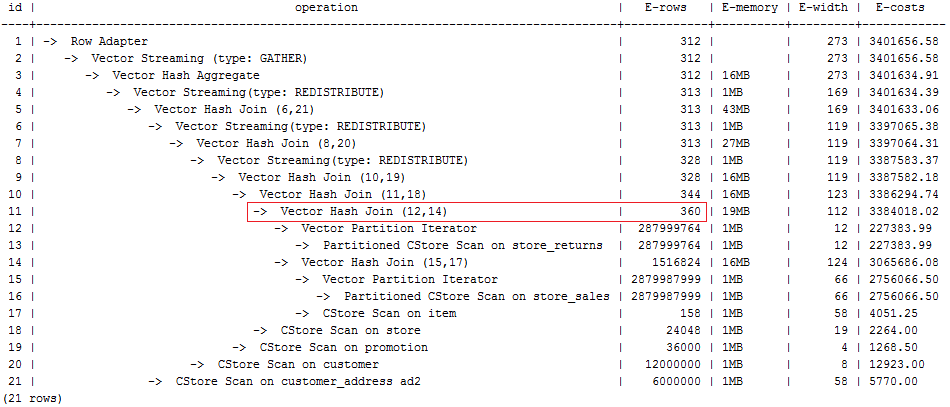 id | operation | E-rows | E-memory | E-width | E-costs
----+----------------------------------------------------------------------------------+------------+----------+---------+------------
1 | -> Row Adapter | 312 | | 273 | 3401656.58
2 | -> Vector Streaming (type: GATHER) | 312 | | 273 | 3401656.58
3 | -> Vector Hash Aggregate | 312 | 16MB | 273 | 3401634.91
4 | -> Vector Streaming(type: REDISTRIBUTE) | 313 | 1MB | 169 | 3401634.39
5 | -> Vector Hash Join (6,21) | 313 | 43MB | 169 | 3401633.06
6 | -> Vector Streaming(type: REDISTRIBUTE) | 313 | 1MB | 119 | 3397065.38
7 | -> Vector Hash Join (8,20) | 313 | 27MB | 119 | 3397064.31
8 | -> Vector Streaming(type: REDISTRIBUTE) | 328 | 1MB | 119 | 3387583.37
9 | -> Vector Hash Join (10,19) | 328 | 16MB | 119 | 3387582.18
10 | -> Vector Hash Join (11,18) | 344 | 16MB | 123 | 3386294.74
11 | -> Vector Hash Join (12,14) | 360 | 19MB | 112 | 3384018.02
12 | -> Vector Partition Iterator | 287999764 | 1MB | 12 | 227383.99
13 | -> Partitioned CStore Scan on store_returns | 287999764 | 1MB | 12 | 227383.99
14 | -> Vector Hash Join (15,17) | 1516824 | 16MB | 124 | 3065686.08
15 | -> Vector Partition Iterator | 2879987999 | 1MB | 66 | 2756066.50
16 | -> Partitioned CStore Scan on store_sales | 2879987999 | 1MB | 66 | 2756066.50
17 | -> CStore Scan on item | 158 | 1MB | 58 | 4051.25
18 | -> CStore Scan on store | 24048 | 1MB | 19 | 2264.00
19 | -> CStore Scan on promotion | 36000 | 1MB | 4 | 1268.50
20 | -> CStore Scan on customer | 12000000 | 1MB | 8 | 12923.00
21 | -> CStore Scan on customer_address ad2 | 6000000 | 1MB | 58 | 5770.00
(21 rows)